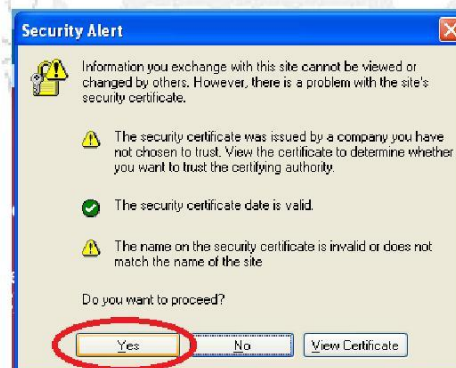 Security Alert
Information you exchange with this site cannot be viewed or
changed by others. However, there is a problem with the site's
security certificate.
The security certificate was issued by a company you have
not chosen to trust. View the certificate to determine whether
you want to trust the certifying authority.
The security certificate date is valid.
The name on the security certificate is invalid or does not
match the name of the site
Do you want to proceed?
Yes No View Certificate